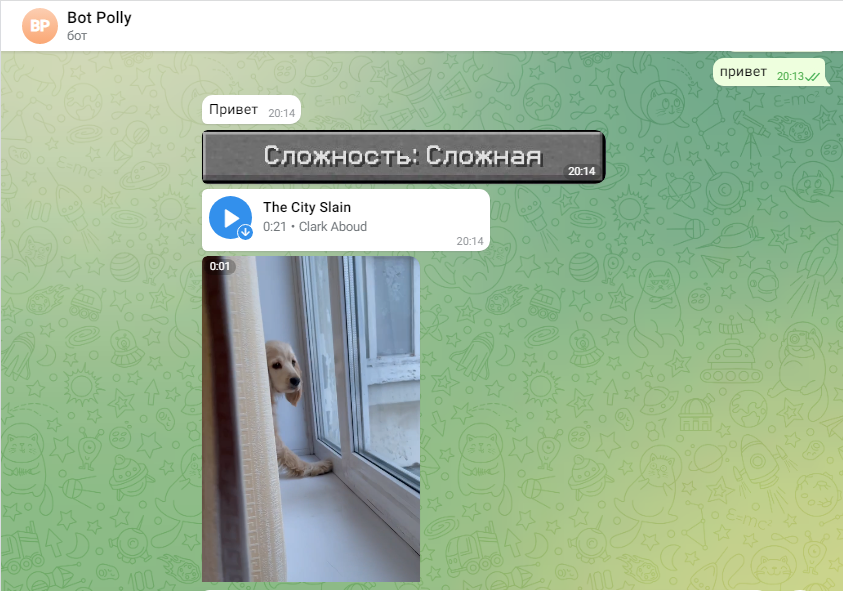 BP
Bot Polly
бот
привет 20:13
Привет 20:14
Сложность: Сложная
20:14
The City Slain
0:21 • Clark Aboud
20:14
0:01